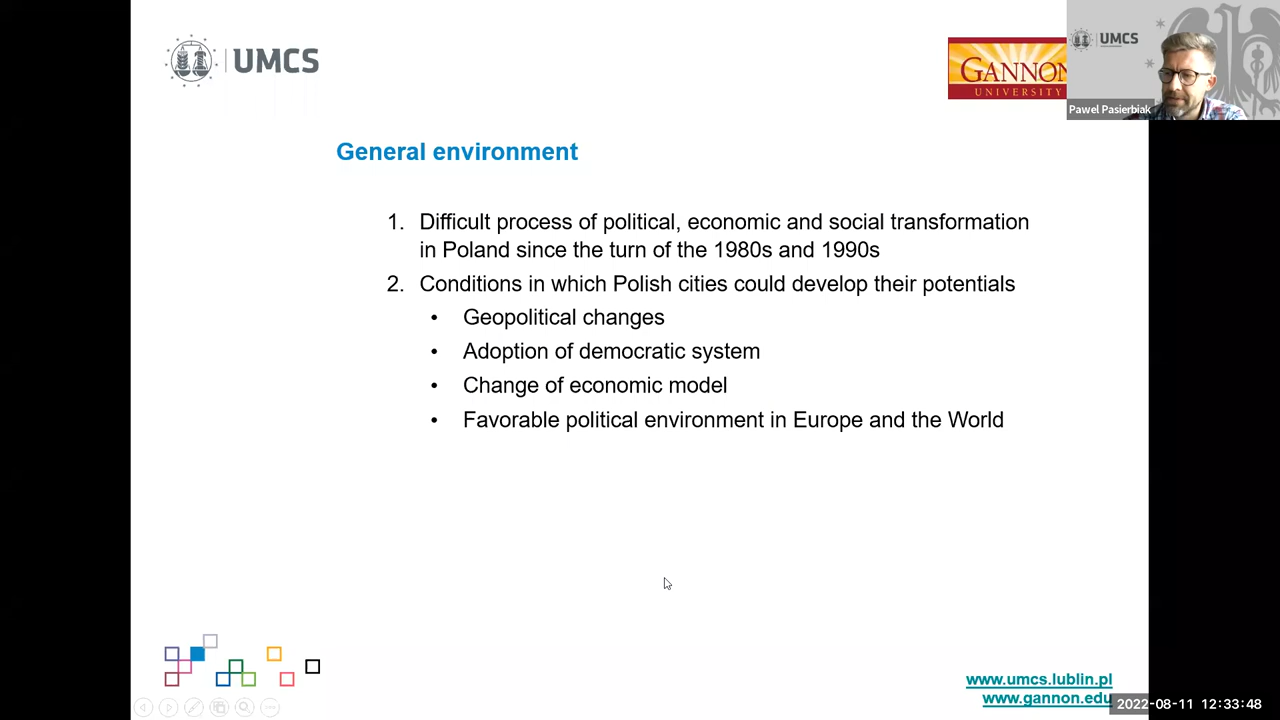 UMCS
GANNON
UNIVERSITY
UMCS
Pawel Pasierbiak
General environment
1. Difficult process of political, economic and social transformation
in Poland since the turn of the 1980s and 1990s
2. Conditions in which Polish cities could develop their potentials
• Geopolitical changes
• Adoption of democratic system
• Change of economic model
• Favorable political environment in Europe and the World
www.umcs.lublin.pl
www.gannon.edu
2022-08-11 12:33:48